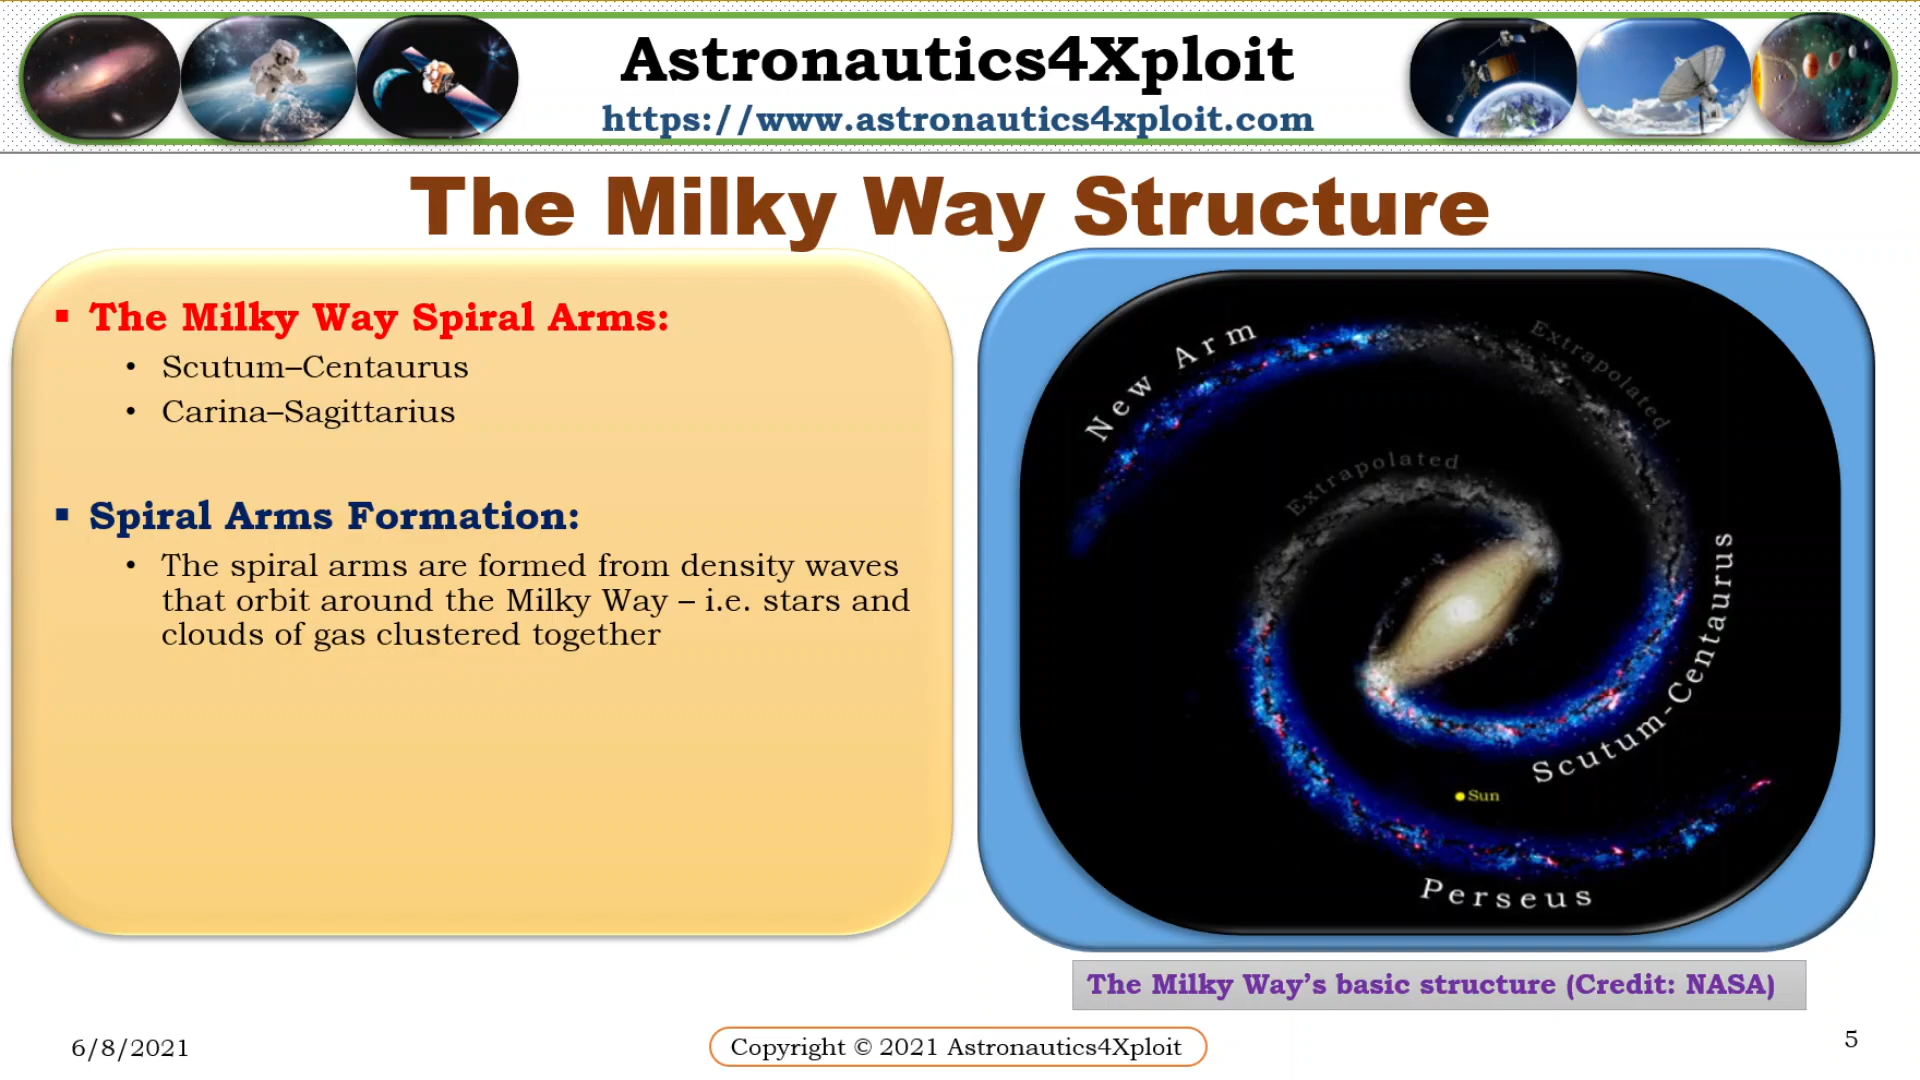 Astronautics4Xploit
https://www.astronautics4xploit.com
The Milky Way Structure
▪ The Milky Way Spiral Arms:
• Scutum–Centaurus
• Carina–Sagittarius
▪ Spiral Arms Formation:
• The spiral arms are formed from density waves
that orbit around the Milky Way – i.e. stars and
clouds of gas clustered together
New Arm
Extrapolated
Extrapolated
Scutum-Centaurus
Sun
Perseus
The Milky Way’s basic structure (Credit: NASA)
6/8/2021
Copyright © 2021 Astronautics4Xploit
5